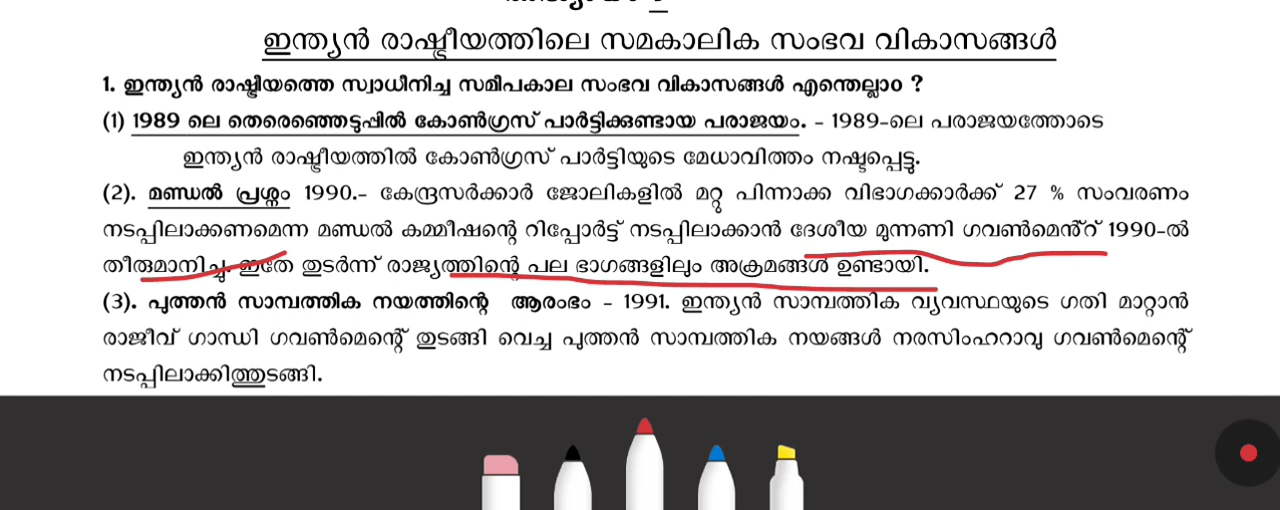 ഇന്ത്യൻ രാഷ്ട്രീയത്തിലെ സമകാലിക സംഭവ വികാസങ്ങൾ
1. ഇന്ത്യൻ രാഷ്ട്രീയത്തെ സ്വാധീനിച്ച സമീപകാല സംഭവ വികാസങ്ങൾ എന്തെല്ലാം ?
(1) 1989 ലെ തെരെഞ്ഞെടുപ്പിൽ കോൺഗ്രസ് പാർട്ടിക്കുണ്ടായ പരാജയം. - 1989-ലെ പരാജയത്തോടെ
ഇന്ത്യൻ രാഷ്ട്രീയത്തിൽ കോൺഗ്രസ് പാർട്ടിയുടെ മേധാവിത്തം നഷ്ടപ്പെട്ടു.
(2). മണ്ഡൽ പ്രശ്നം 1990.- കേന്ദ്രസർക്കാർ ജോലികളിൽ മറ്റു പിന്നാക്ക വിഭാഗക്കാർക്ക് 27 % സംവരണം
നടപ്പിലാക്കണമെന്ന മണ്ഡൽ കമ്മീഷന്റെ റിപ്പോർട്ട് നടപ്പിലാക്കാൻ ദേശീയ മുന്നണി ഗവൺമെൻ്റ് 1990-ൽ
തീരുമാനിച്ചു. ഇതേ തുടർന്ന് രാജ്യത്തിന്റെ പല ഭാഗങ്ങളിലും അക്രമങ്ങൾ ഉണ്ടായി.
(3). പുത്തൻ സാമ്പത്തിക നയത്തിന്റെ ആരംഭം - 1991. ഇന്ത്യൻ സാമ്പത്തിക വ്യവസ്ഥയുടെ ഗതി മാറ്റാൻ
രാജീവ് ഗാന്ധി ഗവൺമെന്റ് തുടങ്ങി വെച്ച പുത്തൻ സാമ്പത്തിക നയങ്ങൾ നരസിംഹറാവു ഗവൺമെന്റ്
നടപ്പിലാക്കിത്തുടങ്ങി.